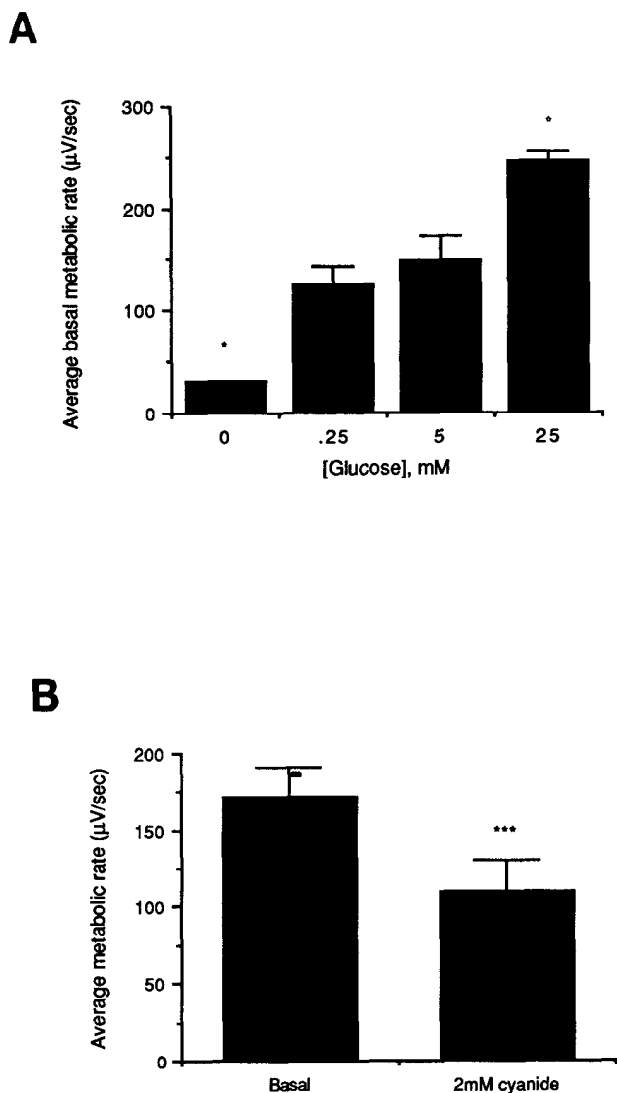 A
Average basal metabolic rate (µV/sec)
300
200
100
0
*
*
0 .25 5 25
[Glucose], mM
B
Average metabolic rate (µV/sec)
200
150
100
50
0
***
Basal 2mM cyanide